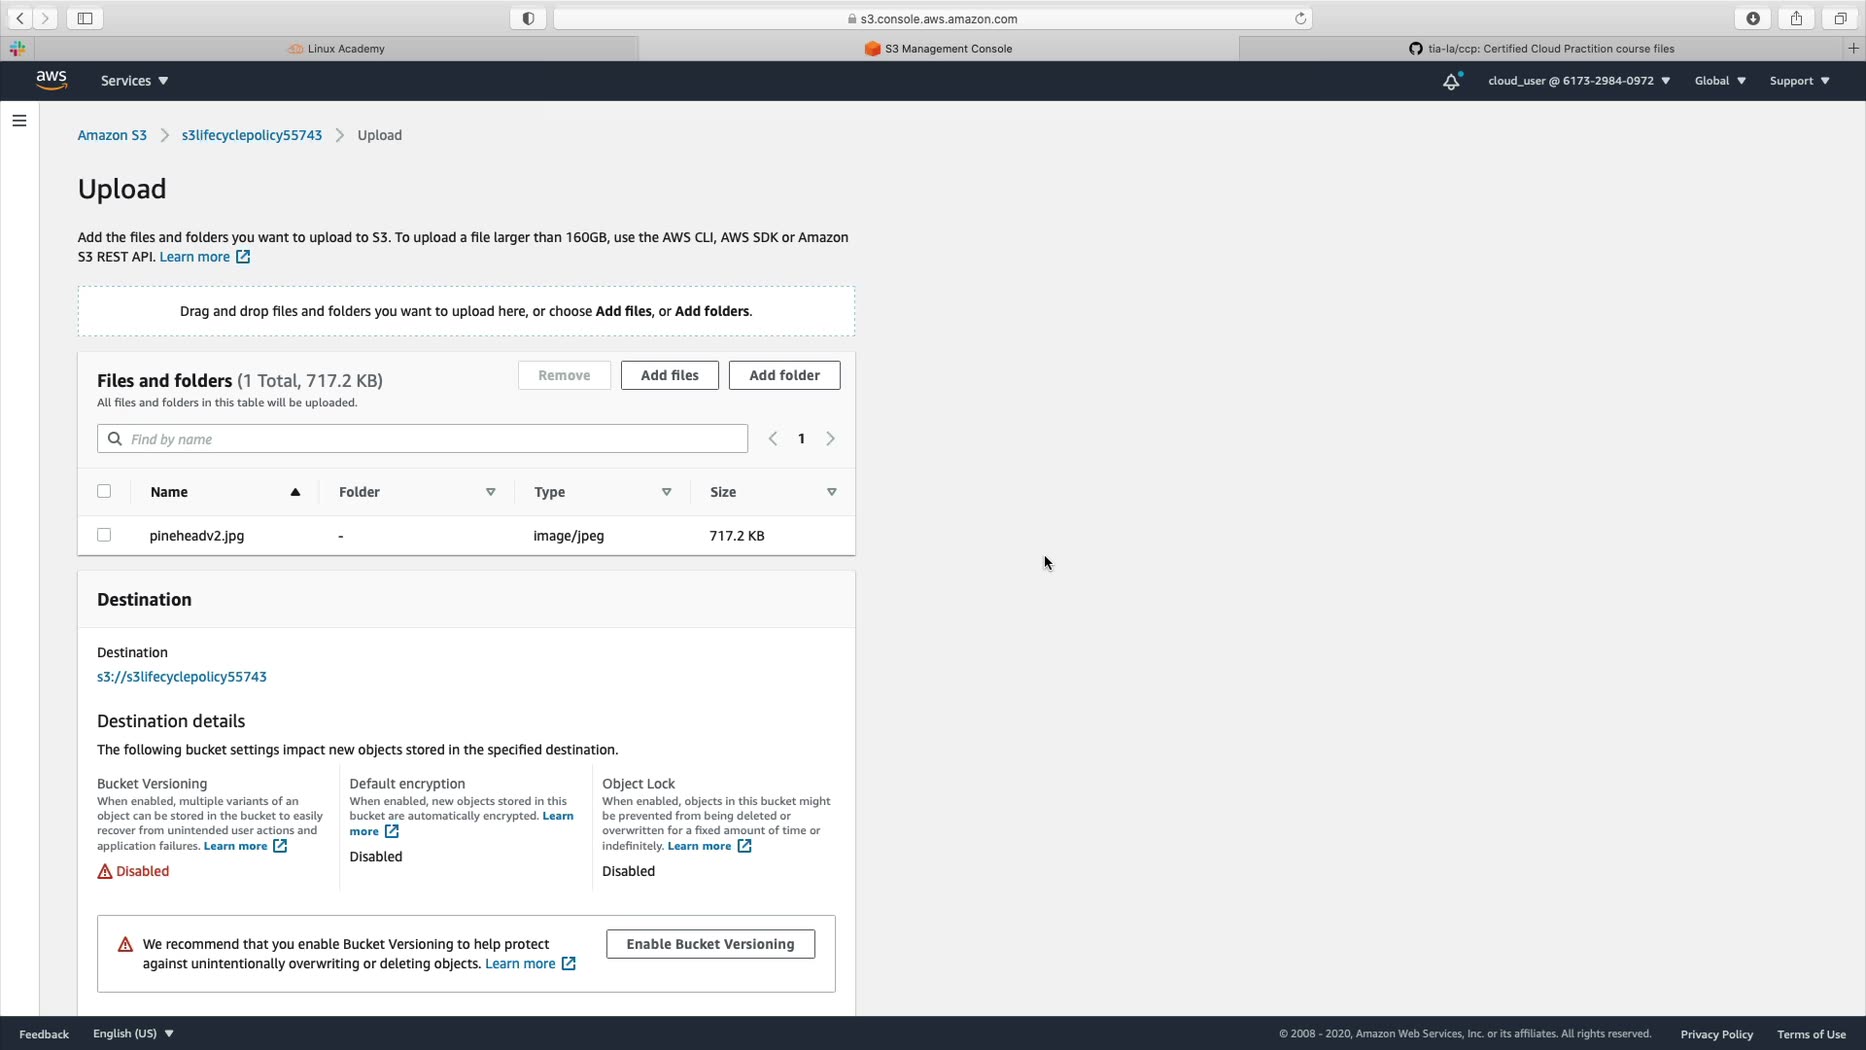 s3.console.aws.amazon.com
Linux Academy
S3 Management Console
tia-la/ccp: Certified Cloud Practition course files
aws
Services
cloud_user @ 6173-2984-0972
Global
Support
Amazon S3
s3lifecyclepolicy55743
Upload
Upload
Add the files and folders you want to upload to S3. To upload a file larger than 160GB, use the AWS CLI, AWS SDK or Amazon
S3 REST API. Learn more
Drag and drop files and folders you want to upload here, or choose Add files, or Add folders.
Files and folders (1 Total, 717.2 KB)
Remove
Add files
Add folder
All files and folders in this table will be uploaded.
Find by name
1
Name
Folder
Type
Size
pineheadv2.jpg
-
image/jpeg
717.2 KB
Destination
Destination
s3://s3lifecyclepolicy55743
Destination details
The following bucket settings impact new objects stored in the specified destination.
Bucket Versioning
When enabled, multiple variants of an
object can be stored in the bucket to easily
recover from unintended user actions and
application failures. Learn more
Disabled
Default encryption
When enabled, new objects stored in this
bucket are automatically encrypted. Learn
more
Disabled
Object Lock
When enabled, objects in this bucket might
be prevented from being deleted or
overwritten for a fixed amount of time or
indefinitely. Learn more
Disabled
We recommend that you enable Bucket Versioning to help protect
against unintentionally overwriting or deleting objects. Learn more
Enable Bucket Versioning
Feedback
English (US)
© 2008 - 2020, Amazon Web Services, Inc. or its affiliates. All rights reserved.
Privacy Policy
Terms of Use